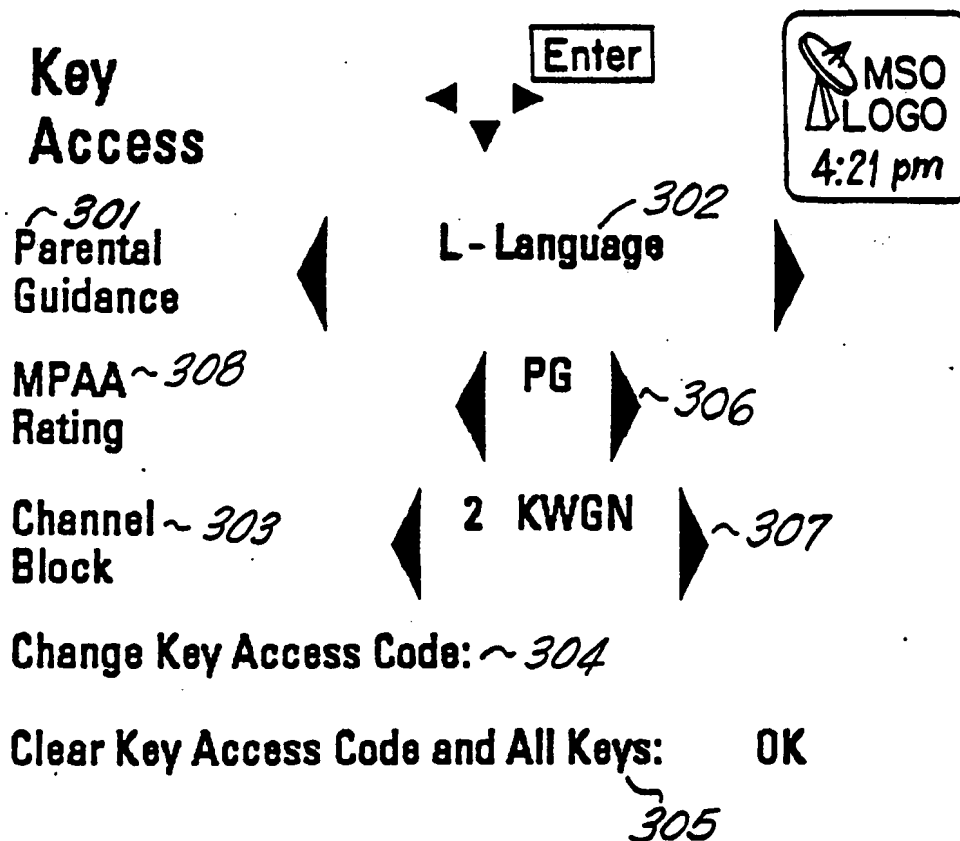 Key
Access
Enter
MSO
LOGO
4:21 pm
~301
Parental
Guidance
L - Language
302
MPAA ~308
Rating
PG
~306
Channel ~303
Block
2 KWGN
~307
Change Key Access Code: ~304
Clear Key Access Code and All Keys: OK
305